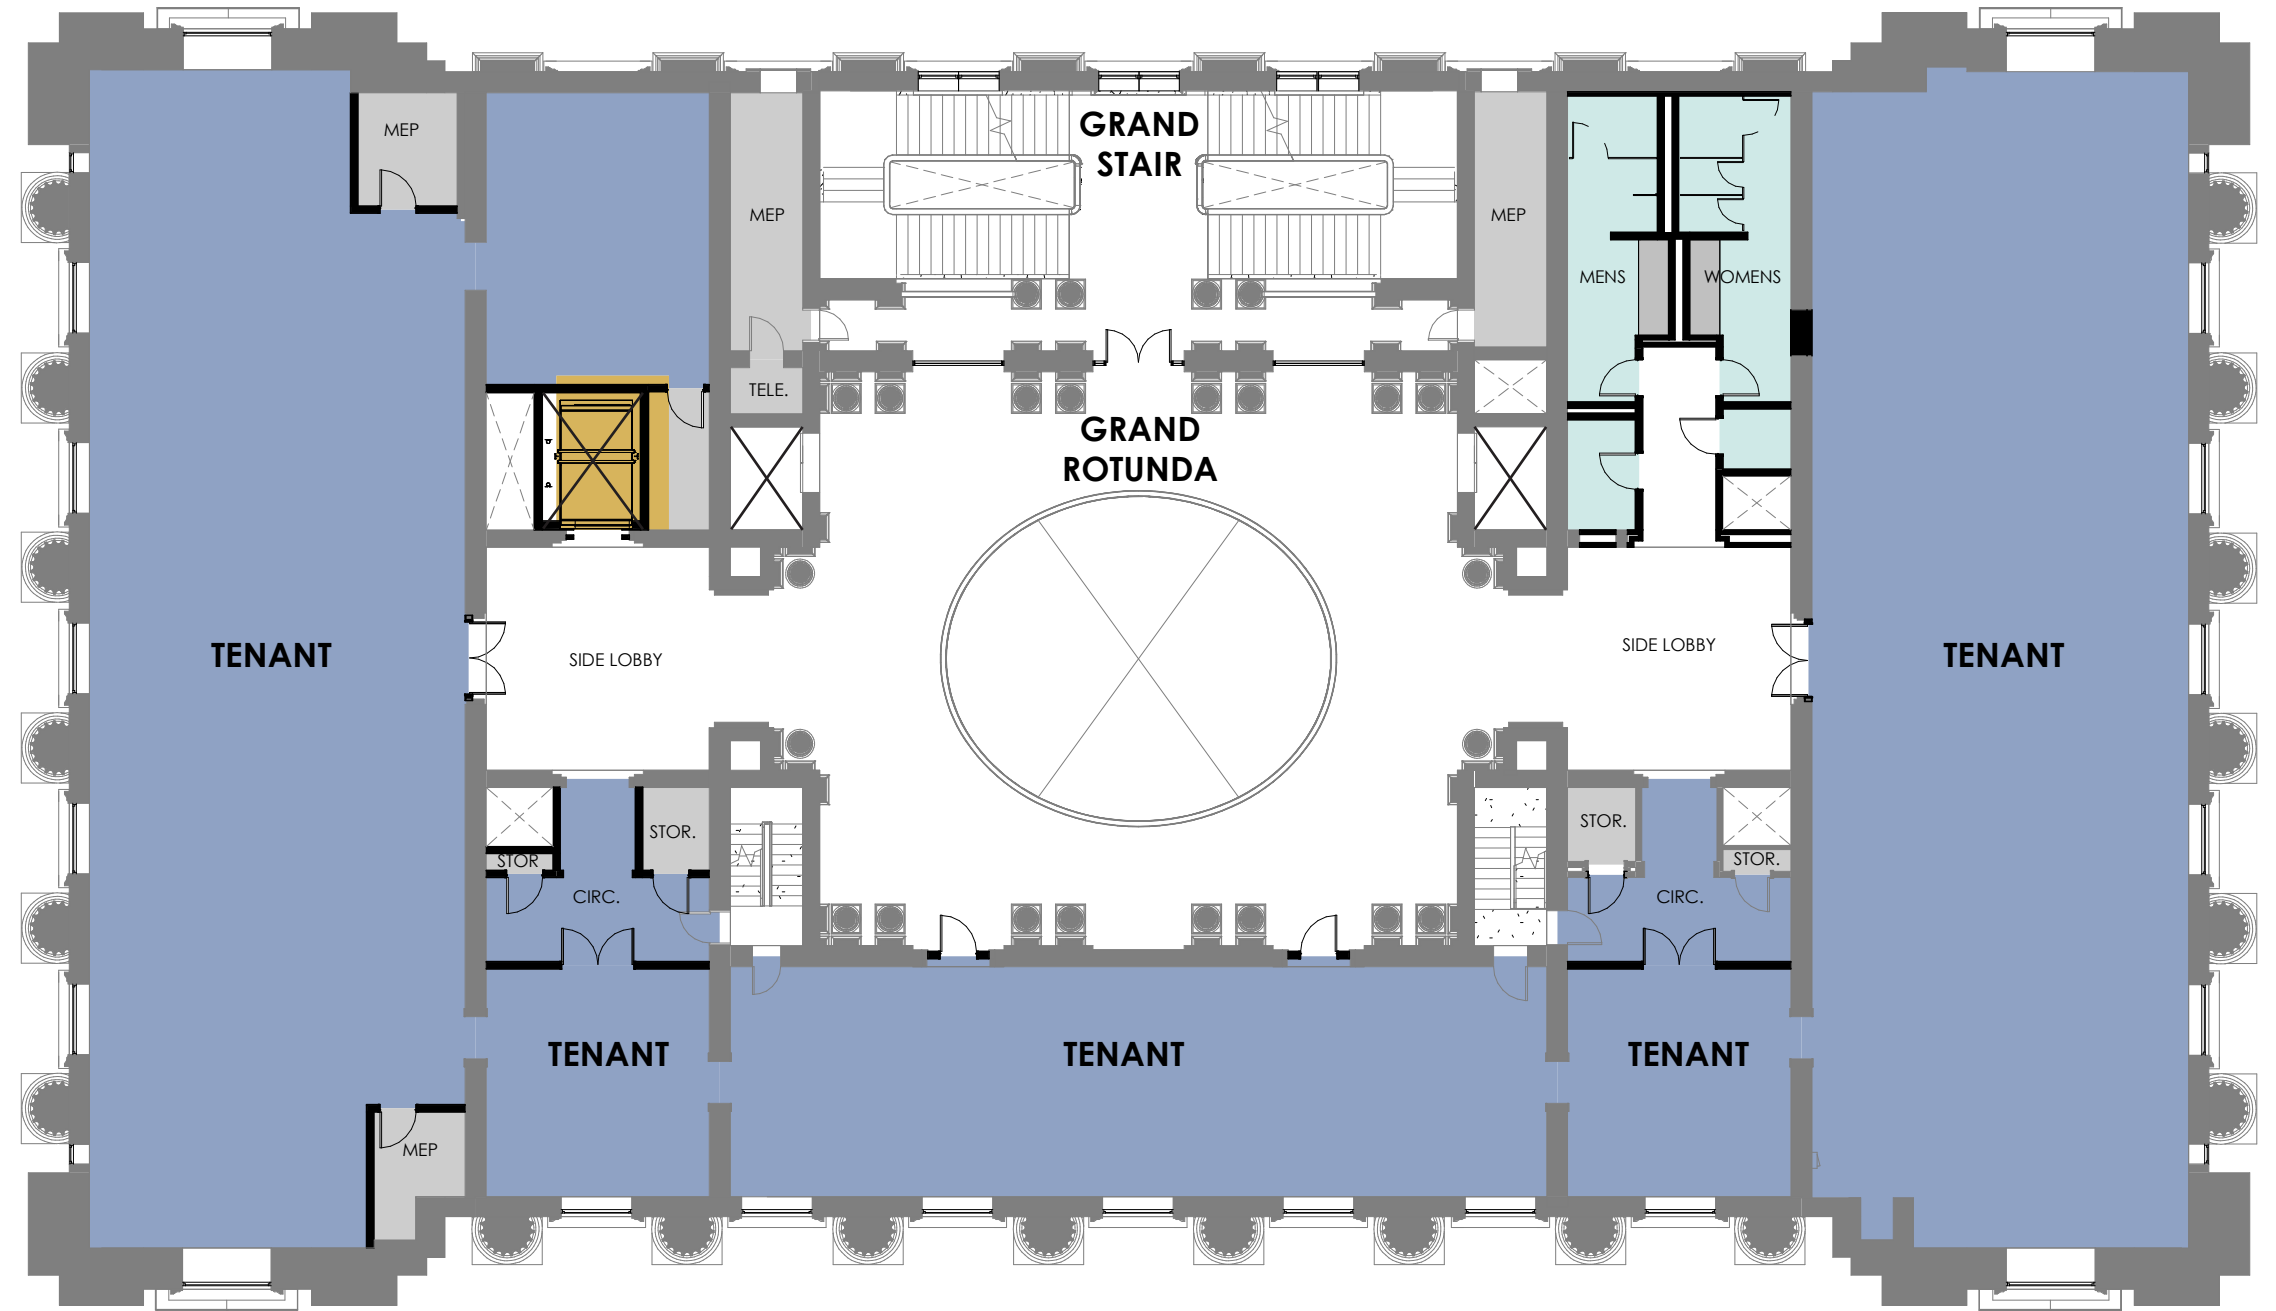 GRAND
STAIR
MEP
MEP
MEP
MENS
WOMENS
TELE.
GRAND
ROTUNDA
TENANT
SIDE LOBBY
SIDE LOBBY
TENANT
STOR.
STOR
CIRC.
STOR.
STOR.
CIRC.
TENANT
TENANT
TENANT
MEP